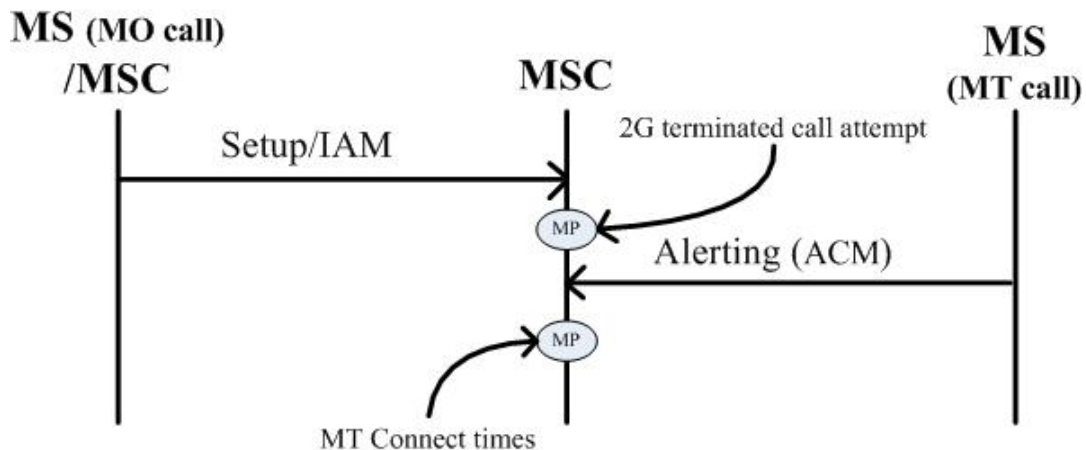 MS (MO call)
/MSC
MSC
MS
(MT call)
2G terminated call attempt
Setup/IAM
MP
Alerting (ACM)
MP
MT Connect times